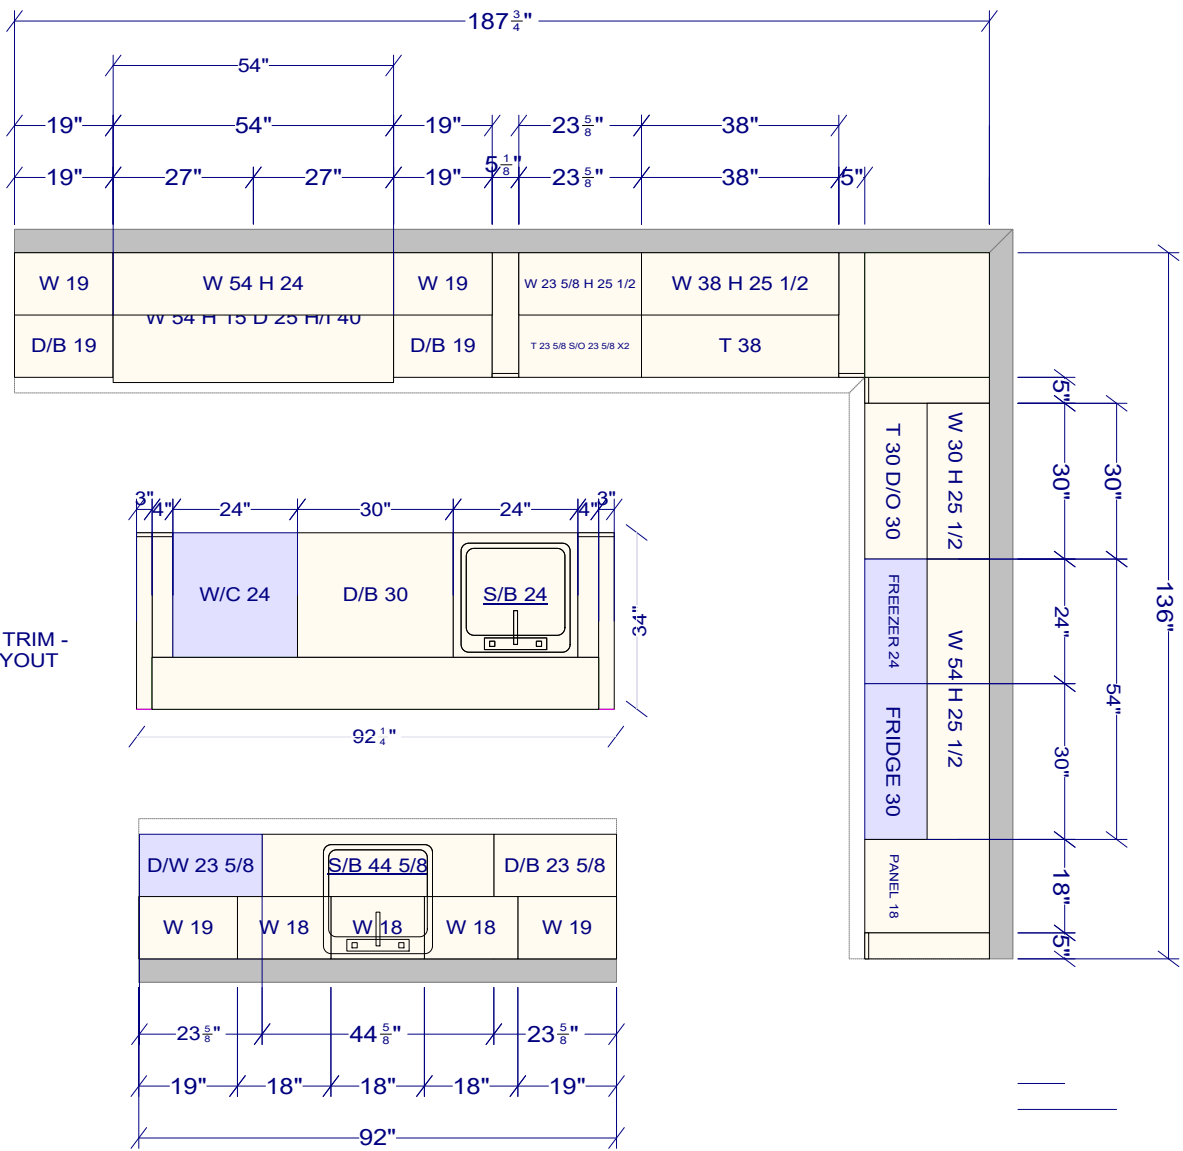 187 3/4"
54"
19" 54" 19" 23 5/8" 38"
5 1/8"
19" 27" 27" 19" 23 5/8" 38" 5"
W 19 W 54 H 24 W 19 W 23 5/8 H 25 1/2 W 38 H 25 1/2
W 54 H 15 D 25 H/I 40
D/B 19 D/B 19 T 23 5/8 S/O 23 5/8 X2 T 38
5"
T 30 D/O 30 W 30 H 25 1/2 30" 30"
FREEZER 24 24"
136"
W 54 H 25 1/2 54"
FRIDGE 30 30"
PANEL 18 18"
5"
3" 4" 24" 30" 24" 4" 3"
W/C 24 D/B 30 S/B 24 34"
TRIM -
YOUT
92 1/4"
D/W 23 5/8 S/B 44 5/8 D/B 23 5/8
W 19 W 18 W 18 W 18 W 19
23 5/8" 44 5/8" 23 5/8"
19" 18" 18" 18" 19"
92"